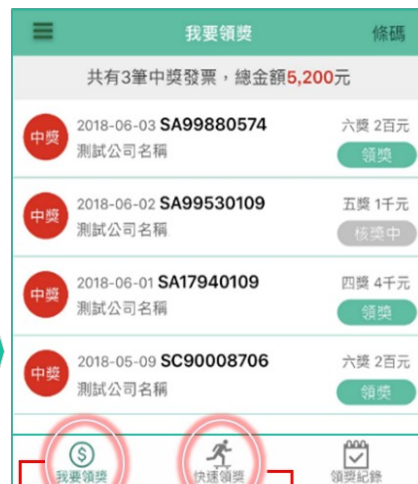 我要領獎
條碼
共有3筆中獎發票，總金額5,200元
中獎
2018-06-03 SA99880574
六獎 2百元
測試公司名稱
領獎
中獎
2018-06-02 SA99530109
五獎 1千元
測試公司名稱
核獎中
中獎
2018-06-01 SA17940109
四獎 4千元
測試公司名稱
領獎
中獎
2018-05-09 SC90008706
六獎 2百元
測試公司名稱
領獎
我要領獎
快速領獎
領獎紀錄